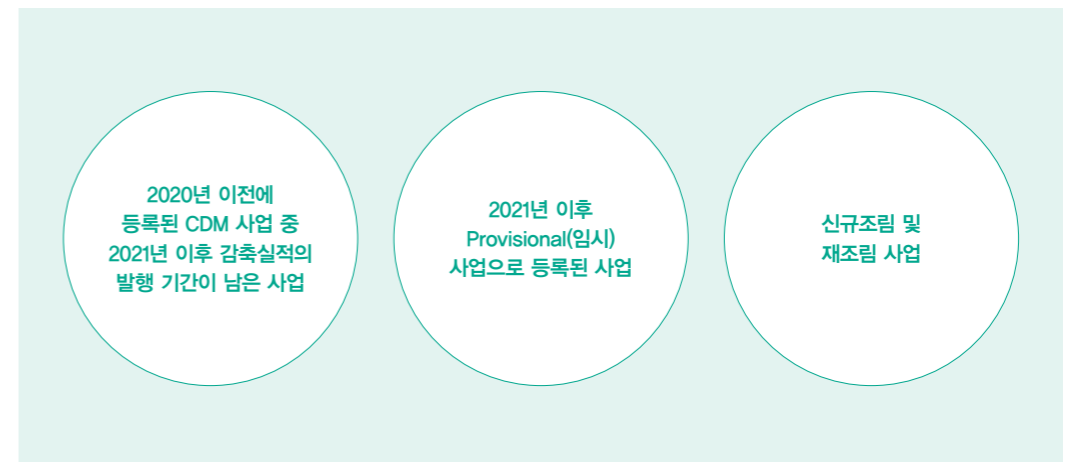 2020년 이전에
등록된 CDM 사업 중
2021년 이후 감축실적의
발행 기간이 남은 사업
2021년 이후
Provisional(임시)
사업으로 등록된 사업
신규조림 및
재조림 사업